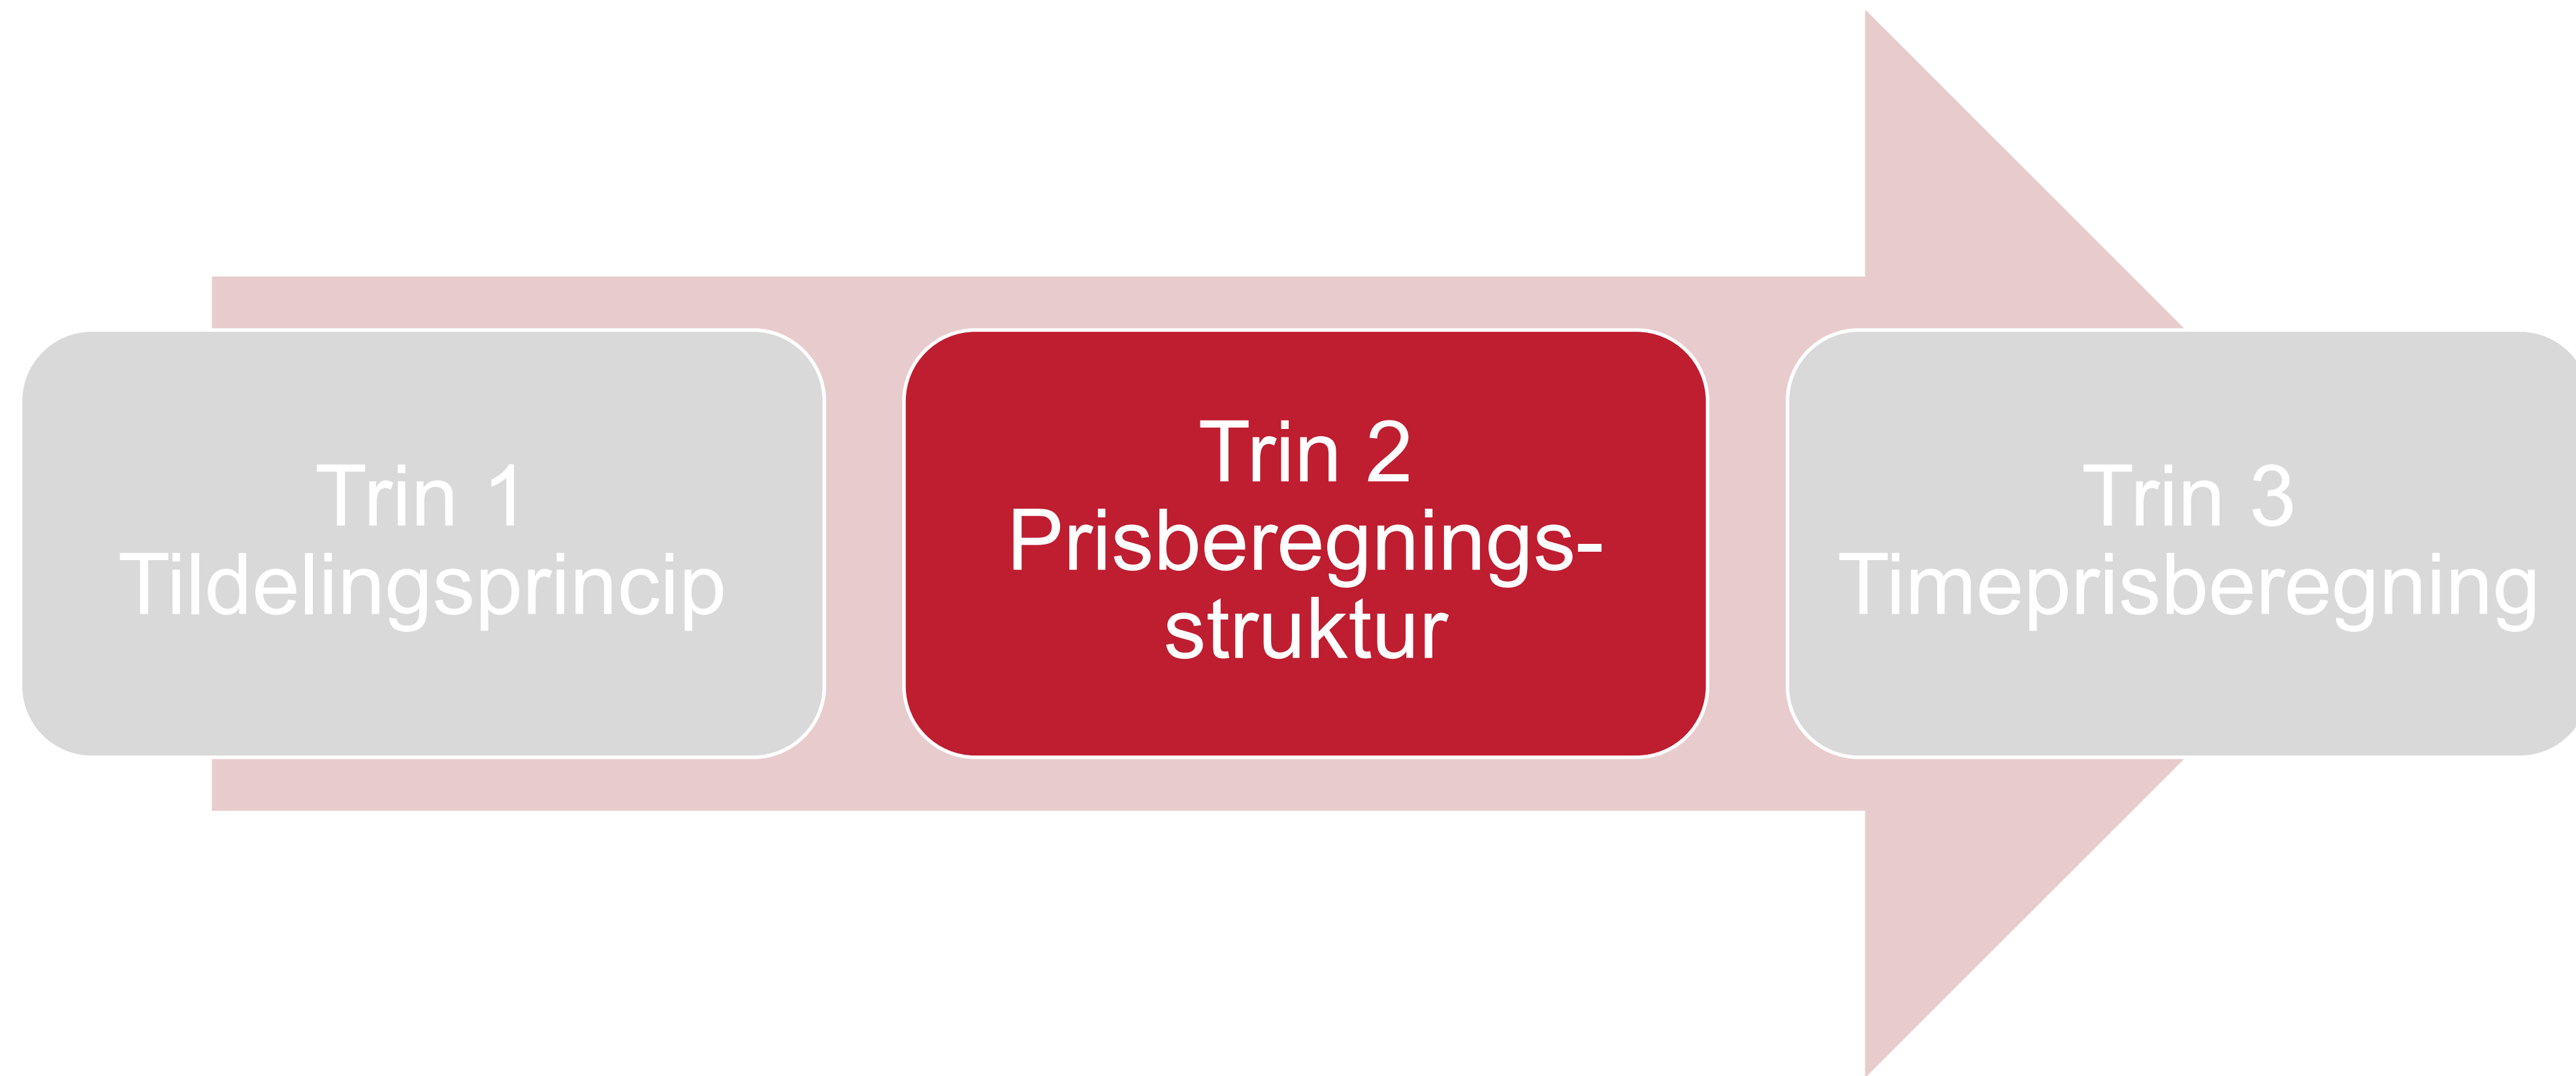 Trin 1
Tildelingsprincip
Trin 2
Prisberegnings-
struktur
Trin 3
Timeprisberegning